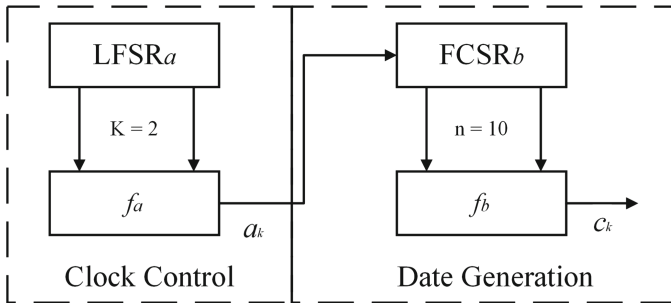 LFSRa
FCSRb
K = 2
n = 10
fa
fb
ak
ck
Clock Control
Date Generation